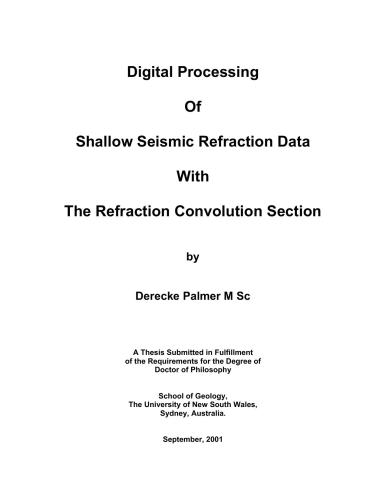 Digital Processing
Of
Shallow Seismic Refraction Data
With
The Refraction Convolution Section
by
Derecke Palmer M Sc
A Thesis Submitted in Fulfillment
of the Requirements for the Degree of
Doctor of Philosophy
School of Geology,
The University of New South Wales,
Sydney, Australia.
September, 2001